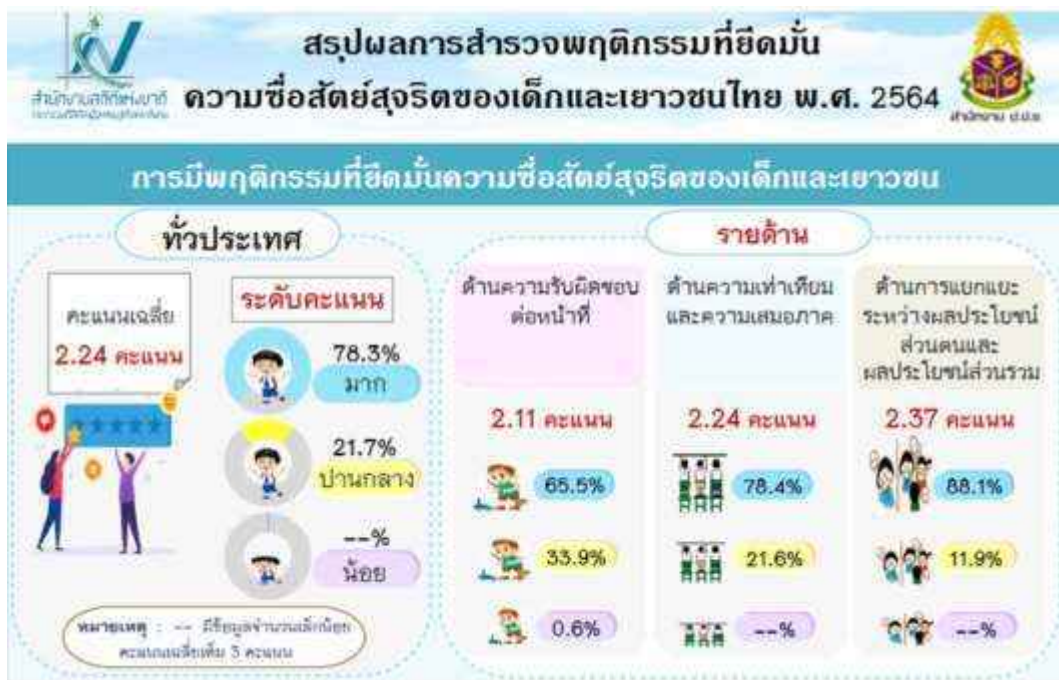 สรุปผลการสำรวจพฤติกรรมที่ยึดมั่น
ความซื่อสัตย์สุจริตของเด็กและเยาวชนไทย พ.ศ. 2564
สำนักงานสถิติแห่งชาติ
สำนักงาน ป.ป.ช.
การมีพฤติกรรมที่ยึดมั่นความซื่อสัตย์สุจริตของเด็กและเยาวชน
ทั่วประเทศ
คะแนนเฉลี่ย
2.24 คะแนน
ระดับคะแนน
78.3%
มาก
21.7%
ปานกลาง
--%
น้อย
หมายเหตุ : -- มีข้อมูลจำนวนเล็กน้อย
คะแนนเฉลี่ยเต็ม 3 คะแนน
รายด้าน
ด้านความรับผิดชอบ
ต่อหน้าที่
2.11 คะแนน
65.5%
33.9%
0.6%
ด้านความเท่าเทียม
และความเสมอภาค
2.24 คะแนน
78.4%
21.6%
--%
ด้านการแยกแยะ
ระหว่างผลประโยชน์
ส่วนตนและ
ผลประโยชน์ส่วนรวม
2.37 คะแนน
88.1%
11.9%
--%